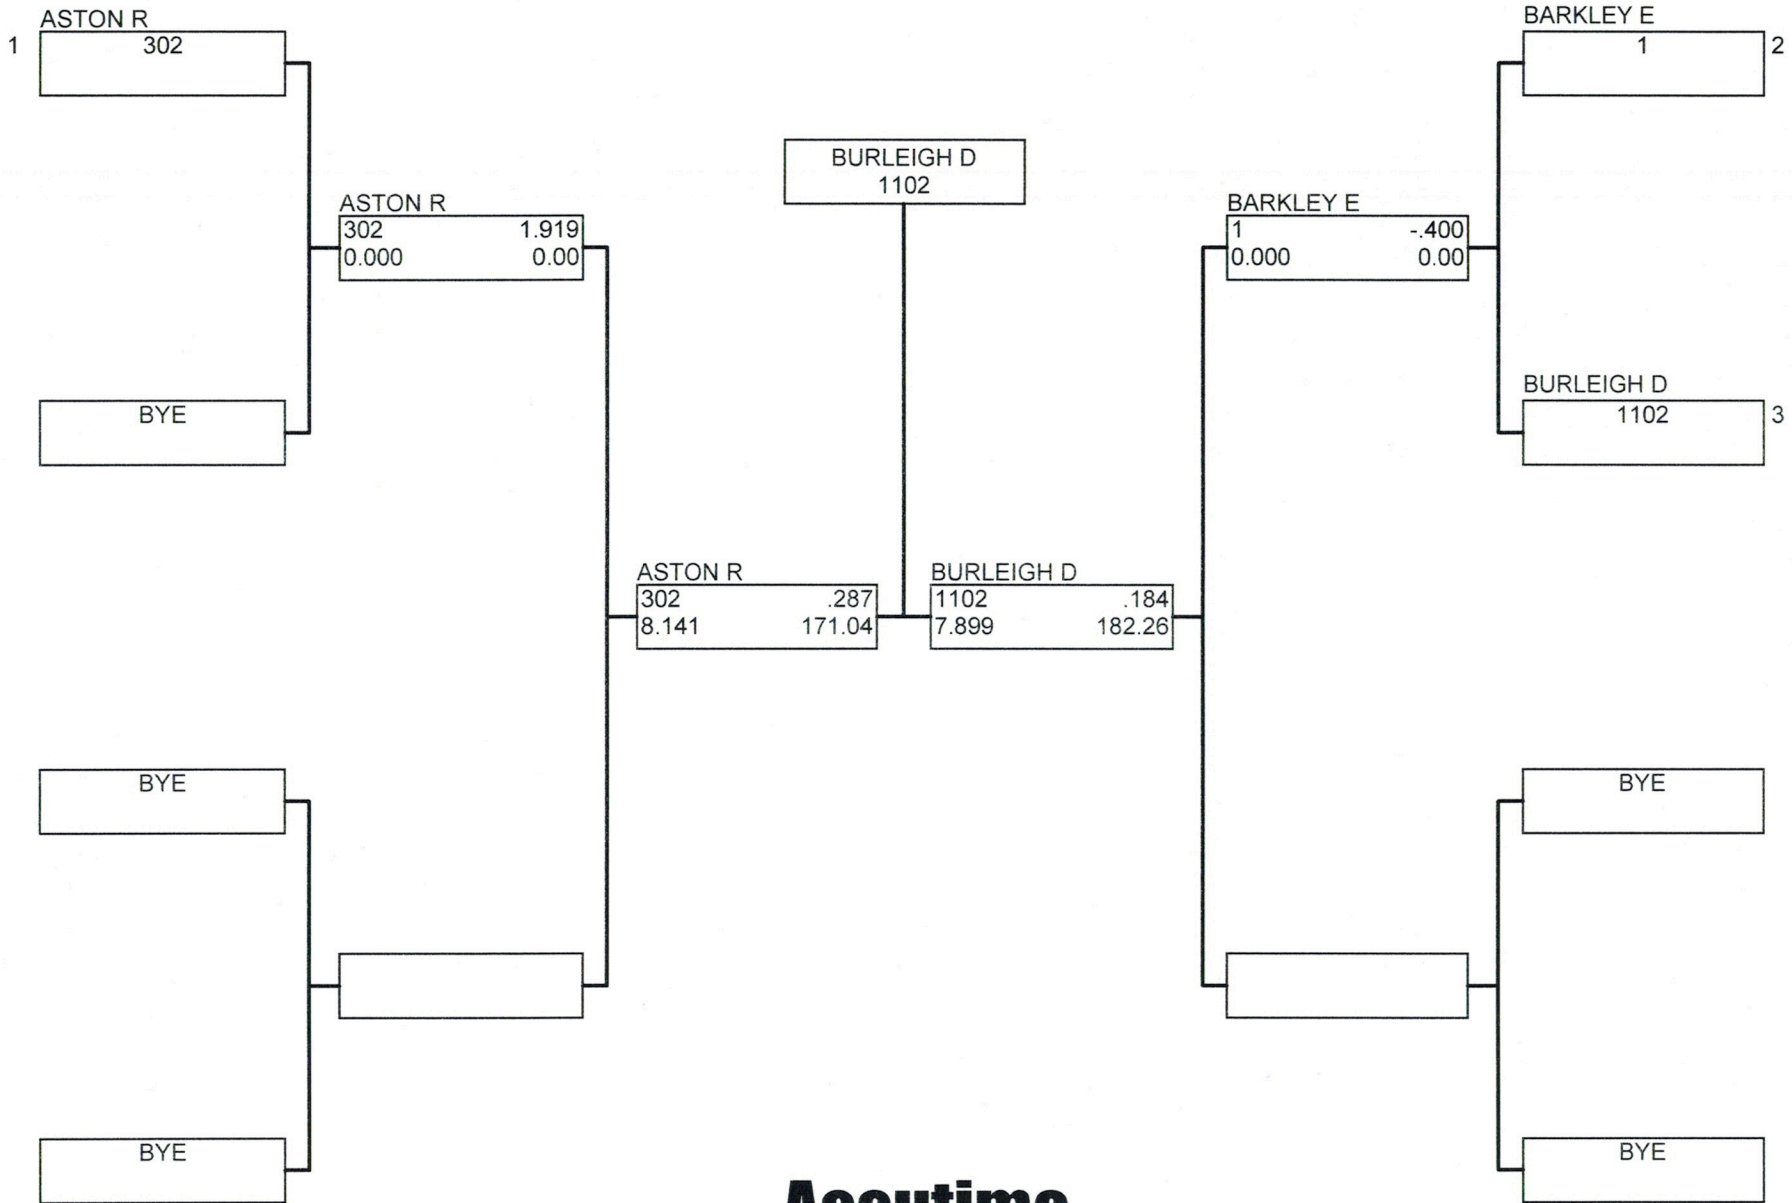 ASTON R
1 302
BYE
BYE
BYE
ASTON R
302 1.919
0.000 0.00
ASTON R
302 .287
8.141 171.04
BURLEIGH D
1102
BURLEIGH D
1102 .184
7.899 182.26
BARKLEY E
1 -.400
0.000 0.00
BARKLEY E
1 2
BURLEIGH D
1102 3
BYE
BYE
Accutime